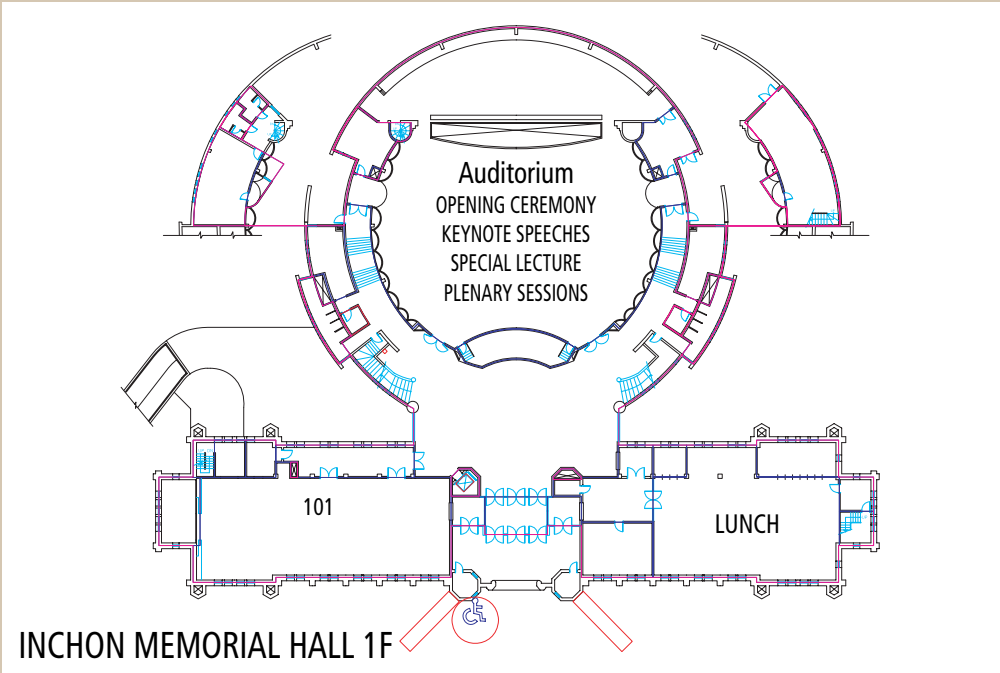 Auditorium
OPENING CEREMONY
KEYNOTE SPEECHES
SPECIAL LECTURE
PLENARY SESSIONS
101
LUNCH
INCHON MEMORIAL HALL 1F